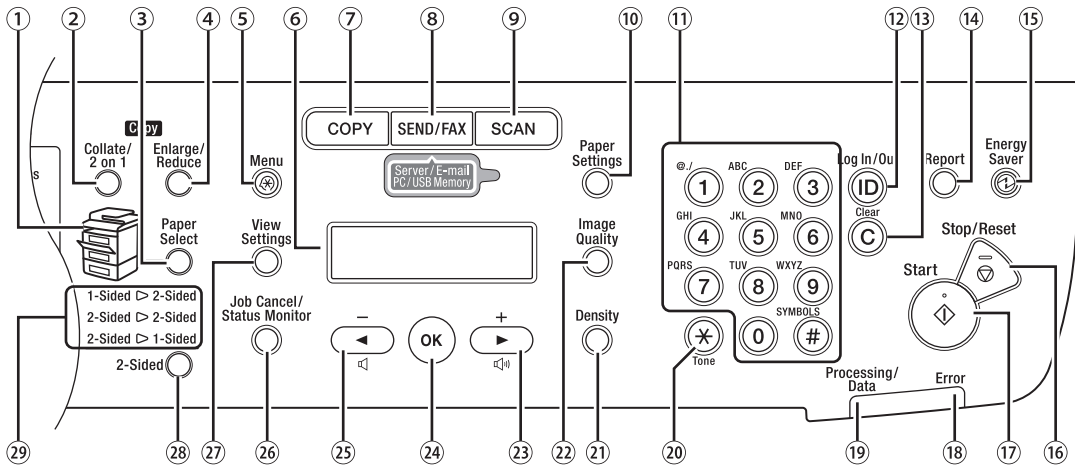 1 2 3 4 5 6 7 8 9 10 11 12 13 14 15
Copy
Collate/
2 on 1
Enlarge/
Reduce
Menu
COPY SEND/FAX SCAN
Server/E-mail
PC/USB Memory
Paper
Settings
@./ ABC DEF
1 2 3
Log In/Ou
ID
Report
Energy
Saver
s
Paper
Select
View
Settings
Image
Quality
GHI JKL MNO
4 5 6
Clear
C
Stop/Reset
Start
PQRS TUV WXYZ
7 8 9
1-Sided ▷ 2-Sided
2-Sided ▷ 2-Sided
2-Sided ▷ 1-Sided
2-Sided
Job Cancel/
Status Monitor
− +
◀ OK ▶
Density
SYMBOLS
* 0 #
Tone
Processing/
Data
Error
29 28 27 26 25 24 23 22 21 20 19 18 17 16